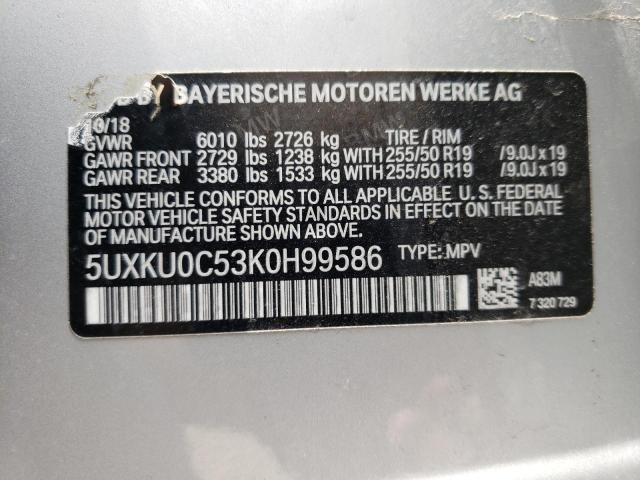 BY BAYERISCHE MOTOREN WERKE AG
10/18
GVWR 6010 lbs 2726 kg TIRE / RIM
GAWR FRONT 2729 lbs 1238 kg WITH 255/50 R19 /9.0J x 19
GAWR REAR 3380 lbs 1533 kg WITH 255/50 R19 /9.0J x 19
THIS VEHICLE CONFORMS TO ALL APPLICABLE U. S. FEDERAL
MOTOR VEHICLE SAFETY STANDARDS IN EFFECT ON THE DATE
OF MANUFACTURE SHOWN ABOVE.
5UXKU0C53K0H99586 TYPE: MPV
A83M
7 320 729